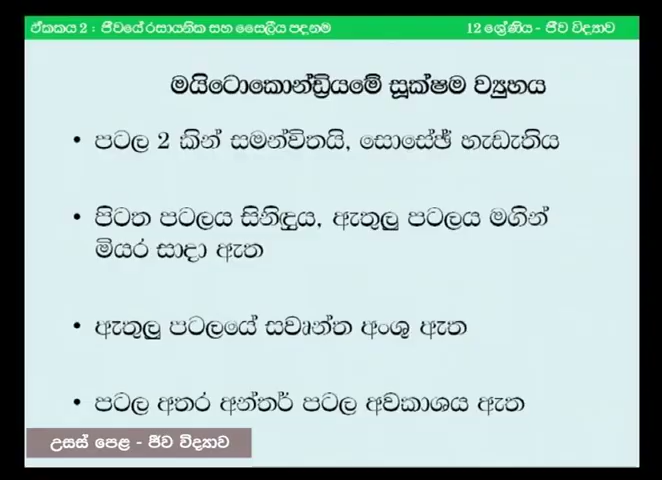 ඒකකය 2 : ජීවයේ රසායනික සහ සෛලීය පදනම 12 ශ්‍රේණිය - ජීව විද්‍යාව
මයිටොකොන්ඩ්‍රියමේ සූක්ෂම ව්‍යුහය
• පටල 2 කින් සමන්විතයි, සොසේජ් හැඩැතිය
• පිටත පටලය සිනිඳුය, ඇතුලු පටලය මගින්
මියර සාදා ඇත
• ඇතුලු පටලයේ සවෘන්ත අංශු ඇත
• පටල අතර අන්තර් පටල අවකාශය ඇත
උසස් පෙළ - ජීව විද්‍යාව